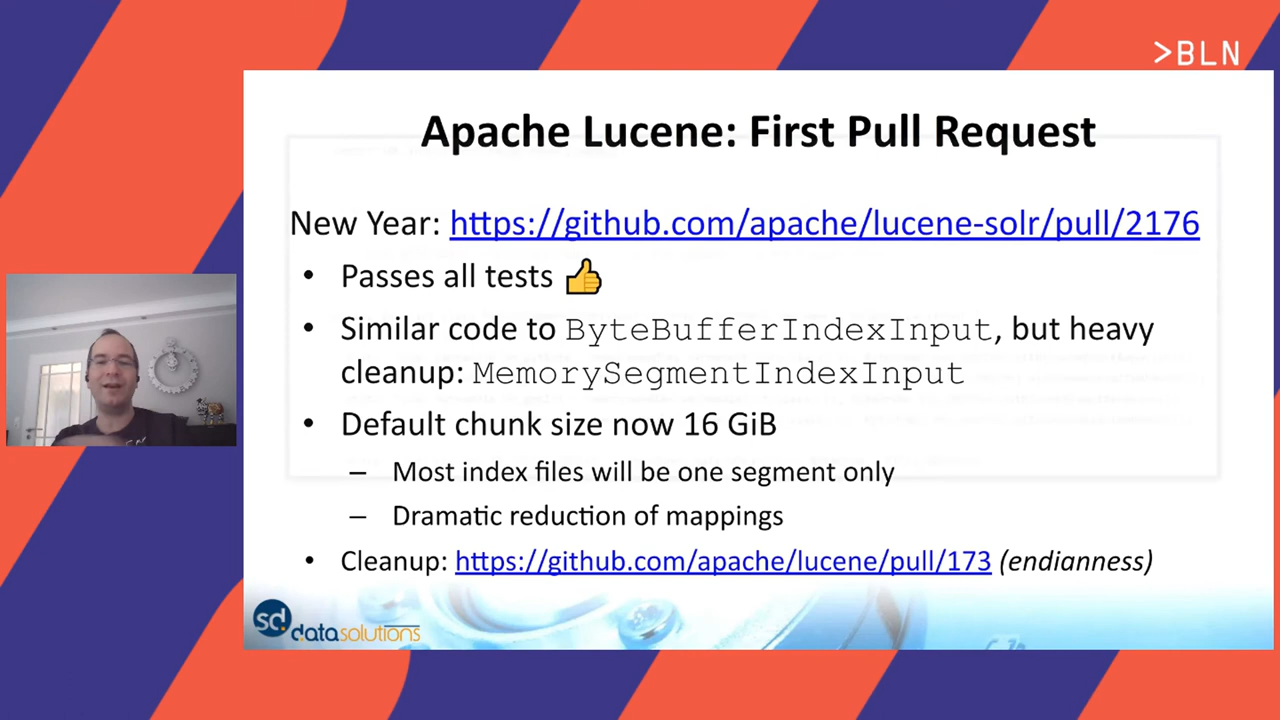 >BLN
Apache Lucene: First Pull Request
New Year: https://github.com/apache/lucene-solr/pull/2176
• Passes all tests 👍
• Similar code to ByteBufferIndexInput, but heavy
cleanup: MemorySegmentIndexInput
• Default chunk size now 16 GiB
– Most index files will be one segment only
– Dramatic reduction of mappings
• Cleanup: https://github.com/apache/lucene/pull/173 (endianness)
sd.datasolutions